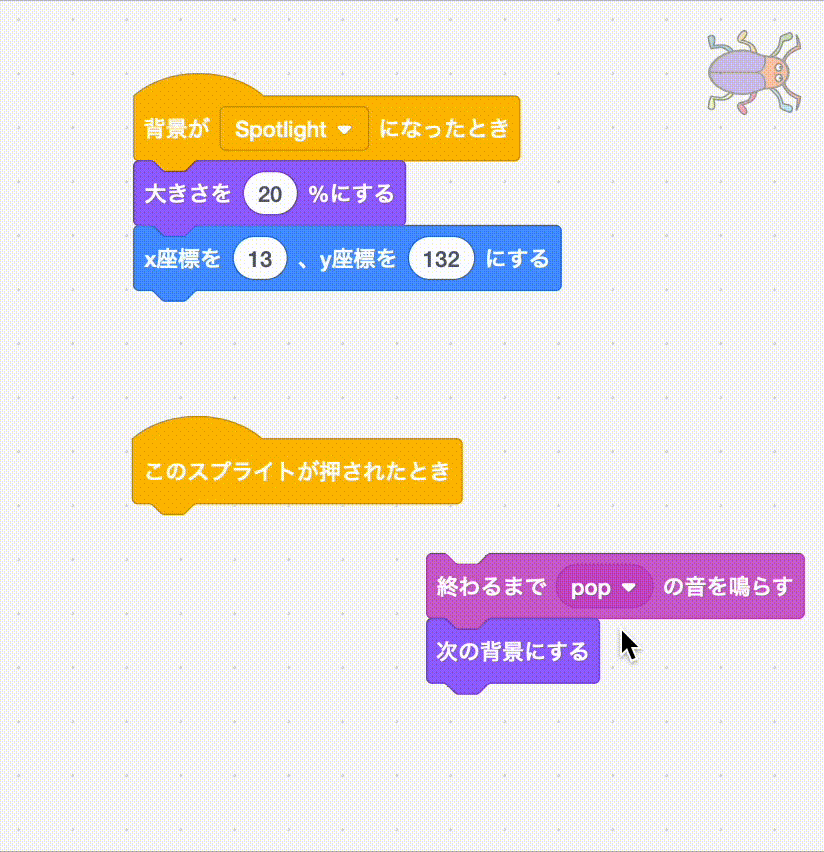 背景が Spotlight になったとき
大きさを 20 %にする
x座標を 13 、y座標を 132 にする
このスプライトが押されたとき
終わるまで pop の音を鳴らす
次の背景にする